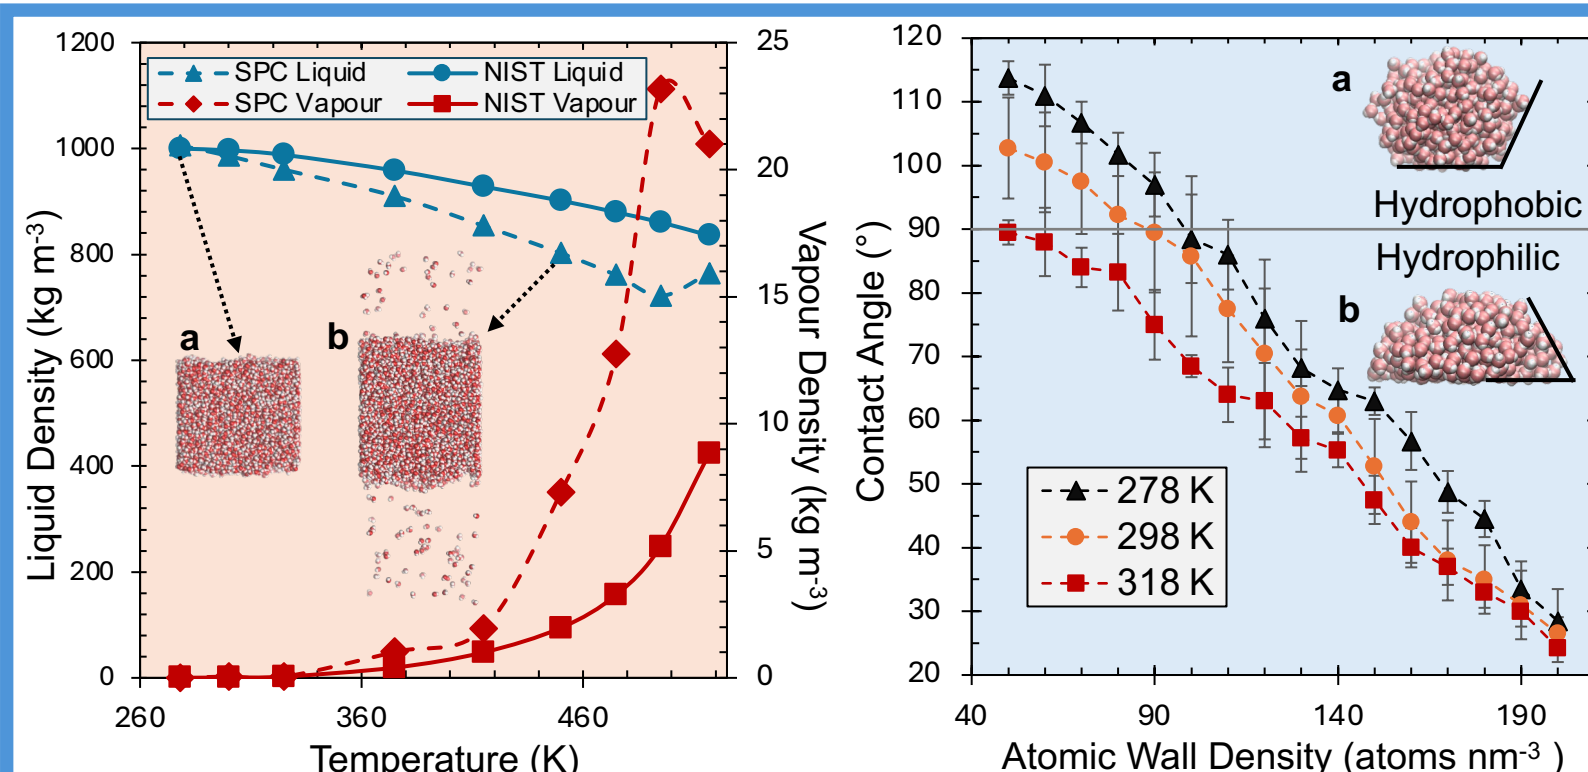 1200
1000
800
600
400
200
0
Liquid Density (kg m-3)
SPC Liquid
NIST Liquid
SPC Vapour
NIST Vapour
a
b
25
20
15
10
5
0
Vapour Density (kg m-3)
260
360
460
Temperature (K)
120
110
100
90
80
70
60
50
40
30
20
Contact Angle (°)
a
Hydrophobic
Hydrophilic
b
278 K
298 K
318 K
40
90
140
190
Atomic Wall Density (atoms nm-3 )